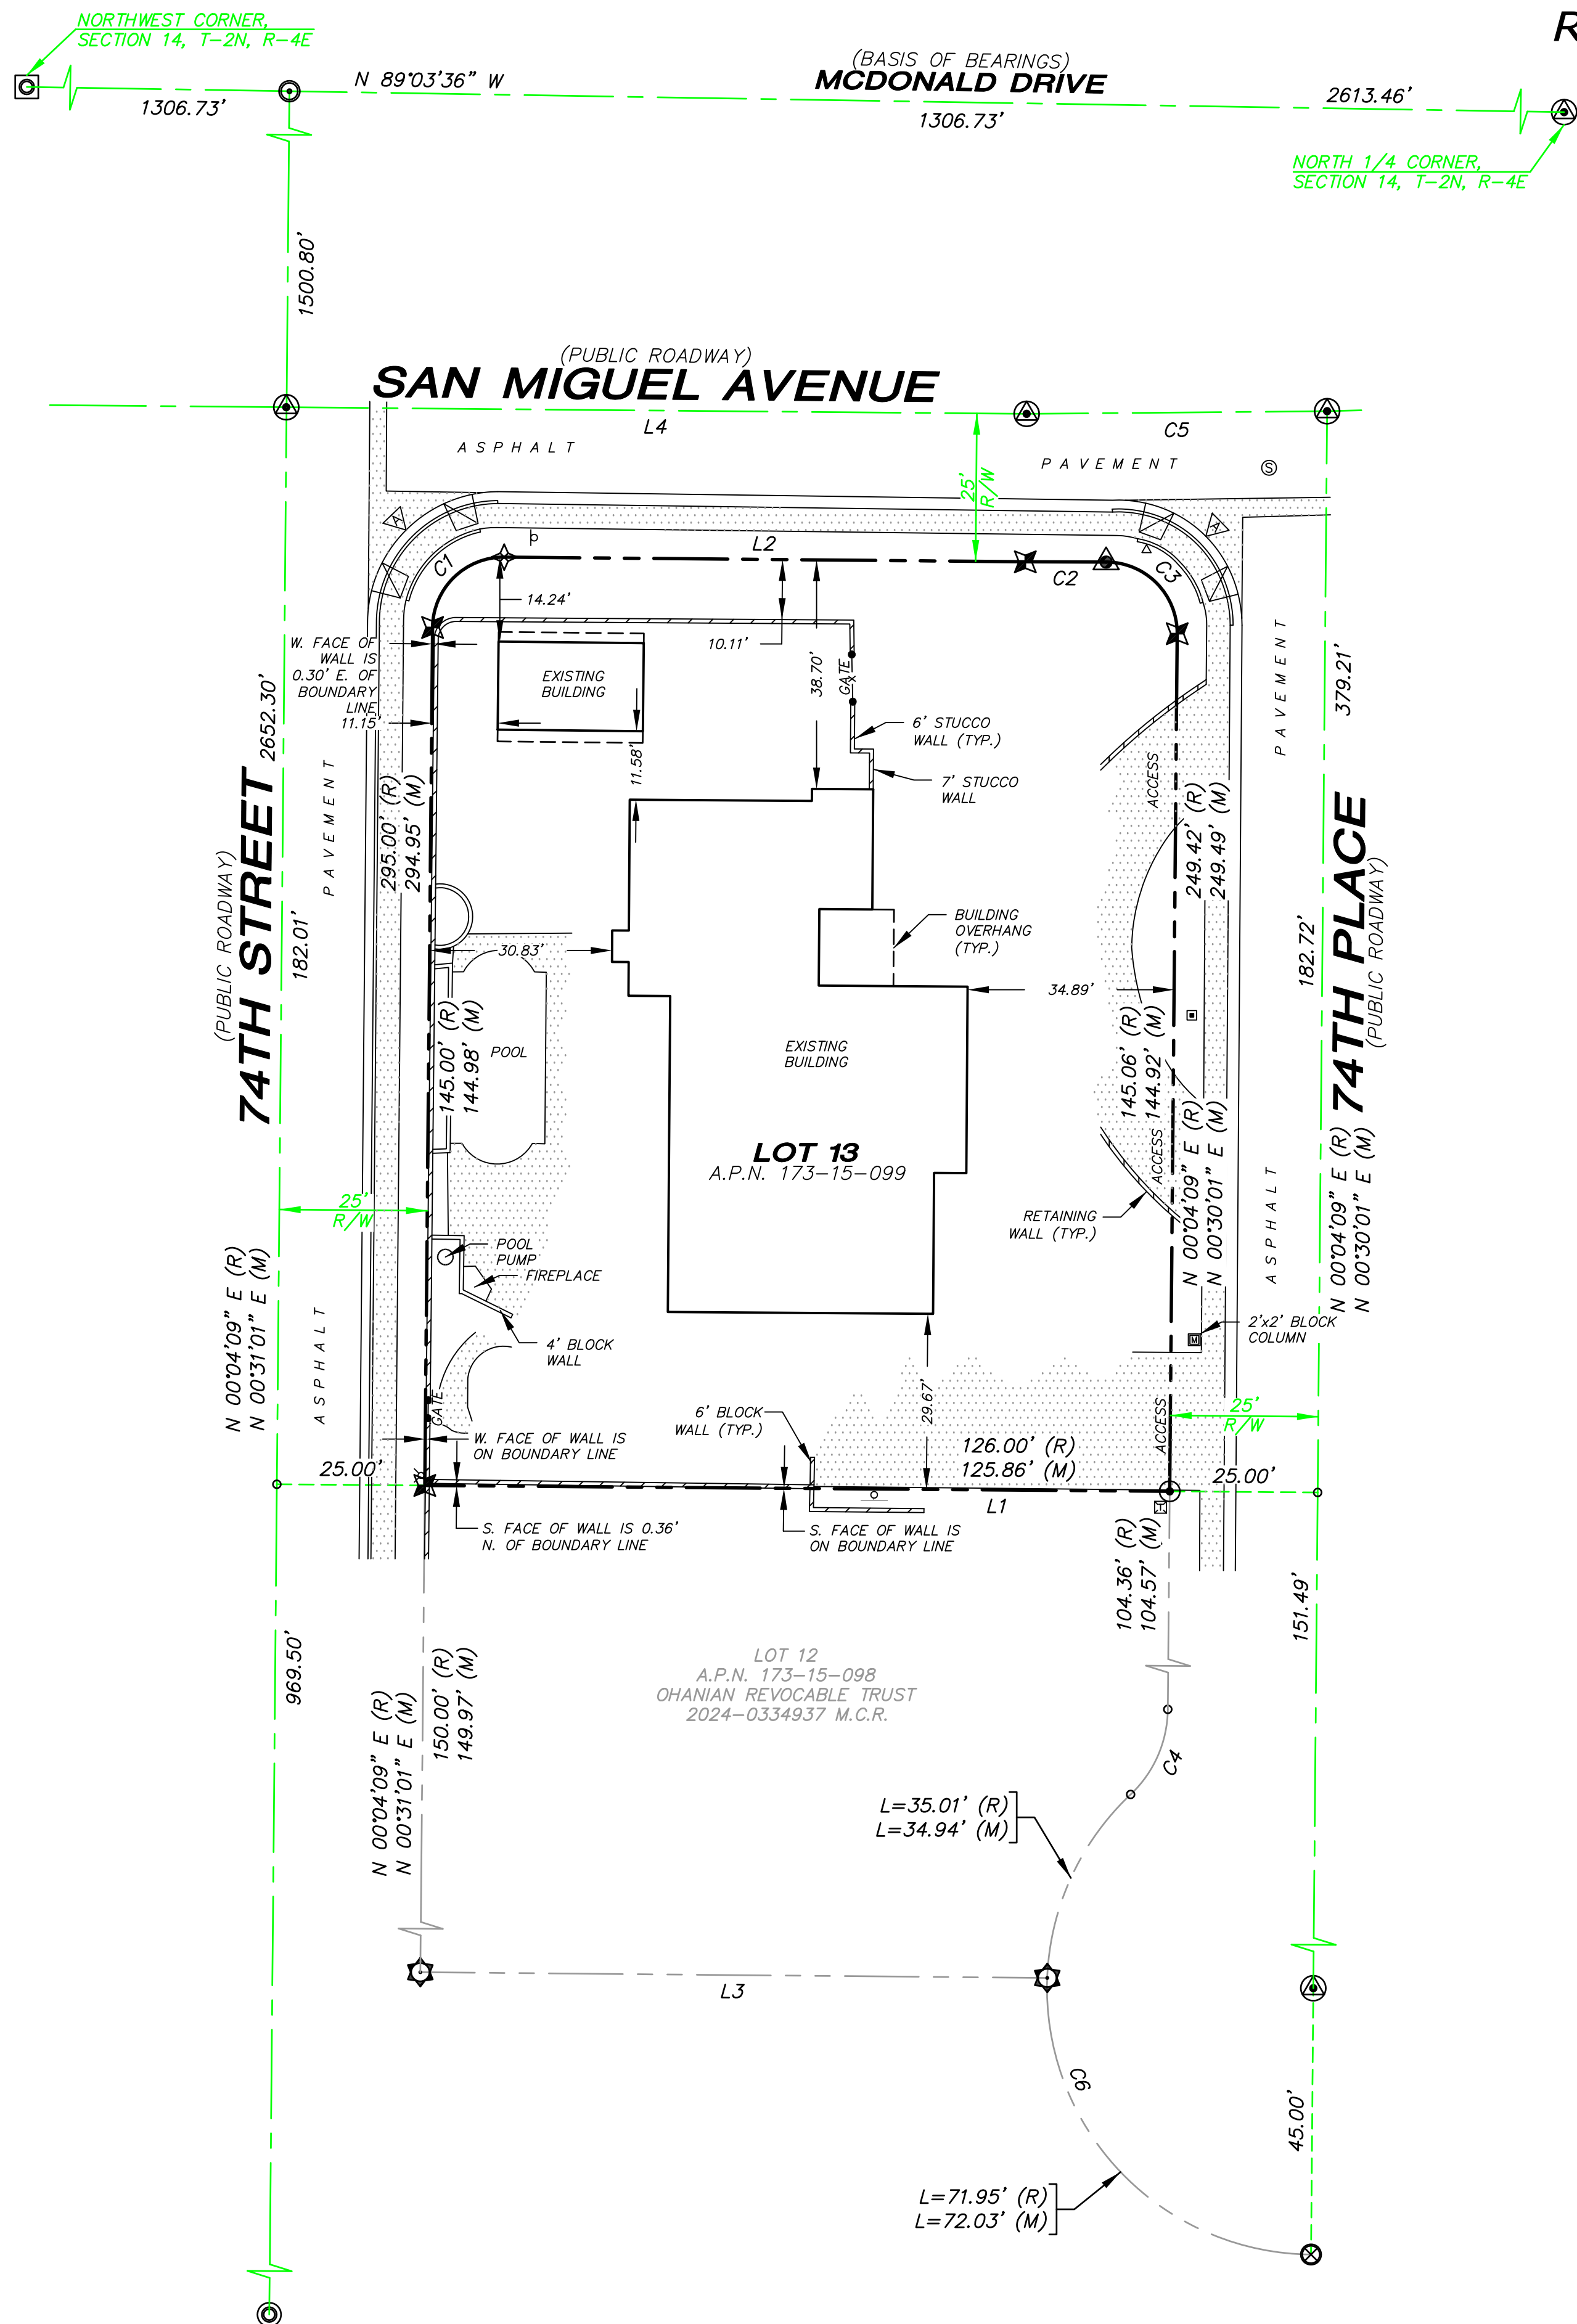 R
NORTHWEST CORNER,
SECTION 14, T-2N, R-4E
N 89°03'36" W
1306.73'
(BASIS OF BEARINGS)
MCDONALD DRIVE
1306.73'
2613.46'
NORTH 1/4 CORNER,
SECTION 14, T-2N, R-4E
1500.80'
(PUBLIC ROADWAY)
SAN MIGUEL AVENUE
L4
C5
ASPHALT
PAVEMENT
S
25'
R/W
A
A
C1
L2
C2
C3
14.24'
10.11'
38.70'
GATE
X
W. FACE OF
WALL IS
0.30' E. OF
BOUNDARY
LINE
11.15'
EXISTING
BUILDING
11.58'
6' STUCCO
WALL (TYP.)
7' STUCCO
WALL
ACCESS
PAVEMENT
379.21'
2652.30'
(PUBLIC ROADWAY)
74TH STREET
182.01'
PAVEMENT
295.00' (R)
294.95' (M)
249.42' (R)
249.49' (M)
182.72'
74TH PLACE
(PUBLIC ROADWAY)
30.83'
BUILDING
OVERHANG
(TYP.)
34.89'
145.00' (R)
144.98' (M)
POOL
EXISTING
BUILDING
145.06' (R)
144.92' (M)
LOT 13
A.P.N. 173-15-099
ACCESS
N 00°04'09" E (R)
N 00°30'01" E (M)
N 00°04'09" E (R)
N 00°30'01" E (M)
ASPHALT
25'
R/W
RETAINING
WALL (TYP.)
POOL
PUMP
FIREPLACE
N 00°04'09" E (R)
N 00°31'01" E (M)
ASPHALT
4' BLOCK
WALL
M
2'x2' BLOCK
COLUMN
GATE
6' BLOCK
WALL (TYP.)
29.67'
ACCESS
25'
R/W
W. FACE OF WALL IS
ON BOUNDARY LINE
126.00' (R)
125.86' (M)
25.00'
25.00'
L1
S. FACE OF WALL IS 0.36'
N. OF BOUNDARY LINE
S. FACE OF WALL IS
ON BOUNDARY LINE
104.36' (R)
104.57' (M)
151.49'
969.50'
LOT 12
A.P.N. 173-15-098
OHANIAN REVOCABLE TRUST
2024-0334937 M.C.R.
N 00°04'09" E (R)
N 00°31'01" E (M)
150.00' (R)
149.97' (M)
C4
L=35.01' (R)
L=34.94' (M)
L3
C6
45.00'
L=71.95' (R)
L=72.03' (M)